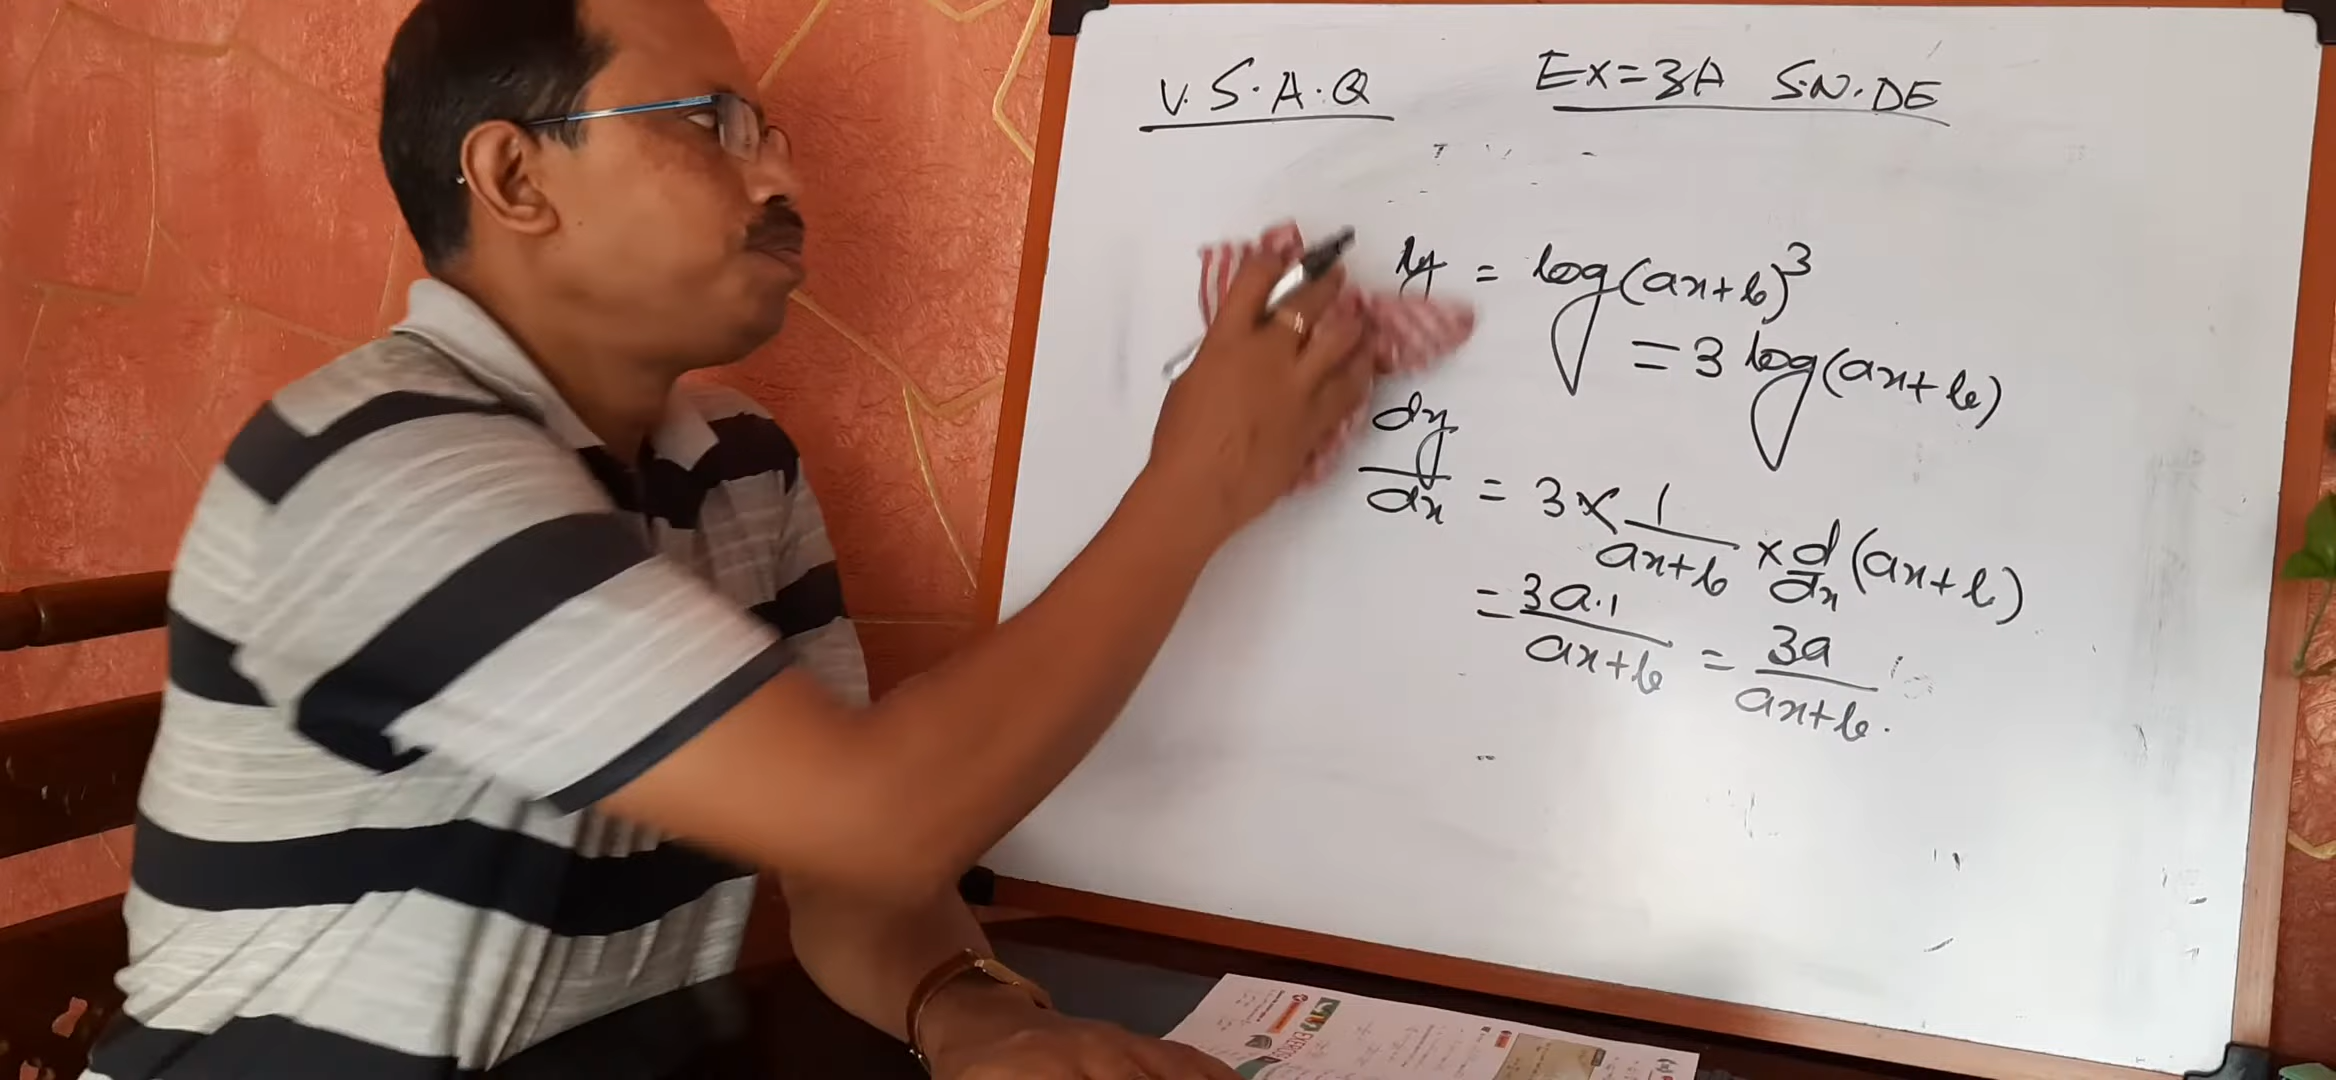 V.S.A.Q
Ex=3A S.N.DE
y = log(ax+b)³
= 3 log(ax+b)
dy/dx = 3 × 1/(ax+b) × d/dx (ax+b)
= 3a.1/(ax+b) = 3a/(ax+b).